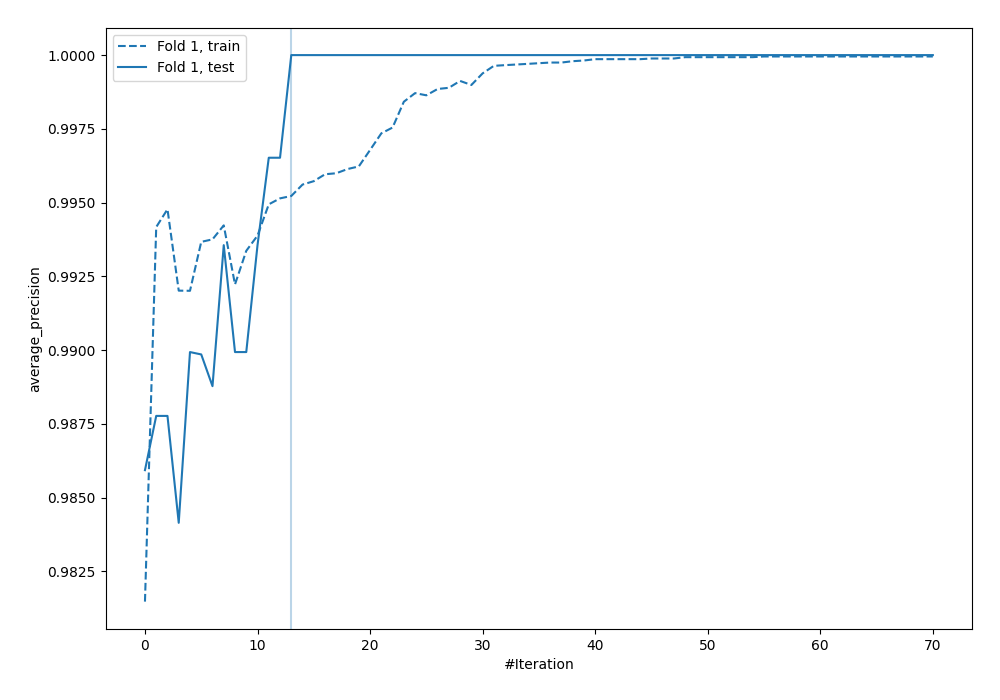 Fold 1, train
Fold 1, test
1.0000
0.9975
0.9950
0.9925
0.9900
0.9875
0.9850
0.9825
average_precision
0 10 20 30 40 50 60 70
#Iteration